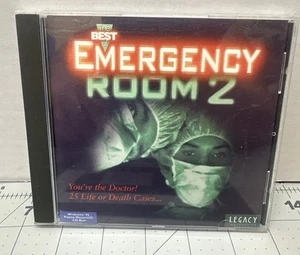 THE
BEST
OF
EMERGENCY
ROOM 2
You're the Doctor!
25 Life or Death Cases...
LEGACY